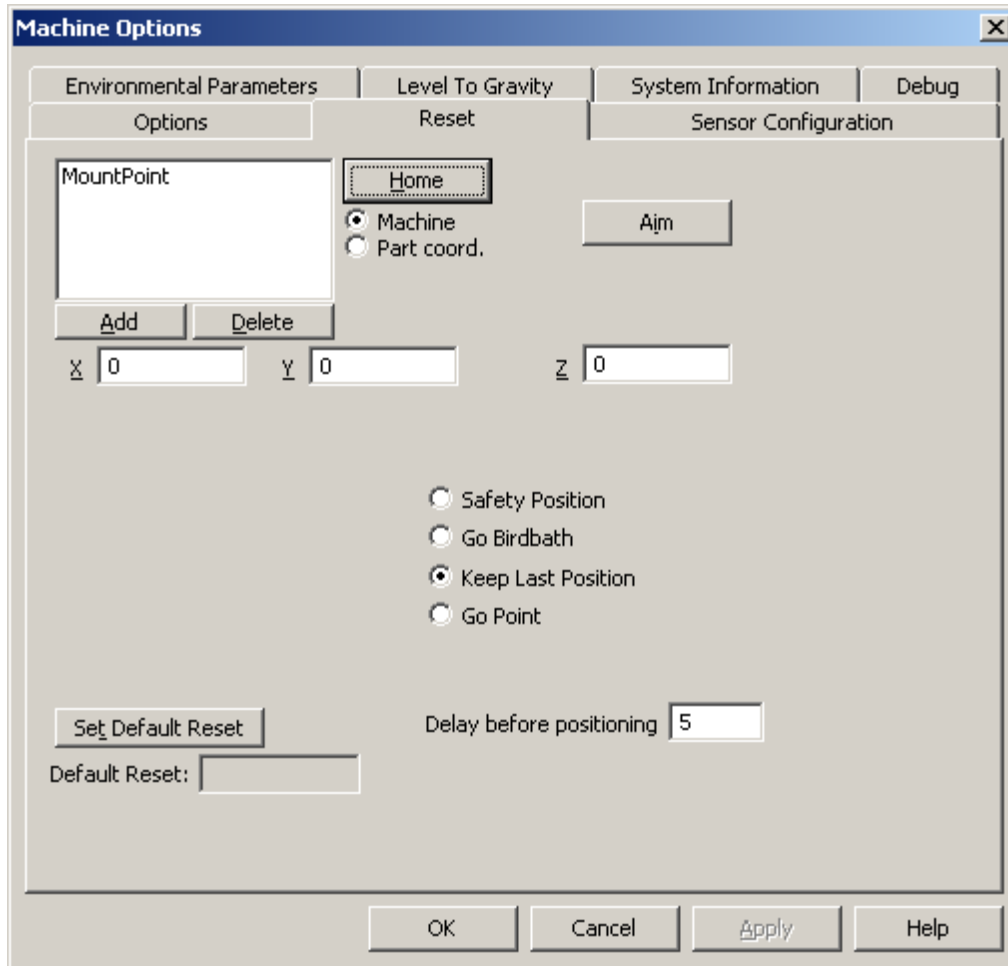 Machine Options
Environmental Parameters Level To Gravity System Information Debug
Options Reset Sensor Configuration
MountPoint
Home
Machine
Part coord.
Aim
Add Delete
X 0 Y 0 Z 0
Safety Position
Go Birdbath
Keep Last Position
Go Point
Set Default Reset
Delay before positioning 5
Default Reset:
OK Cancel Apply Help